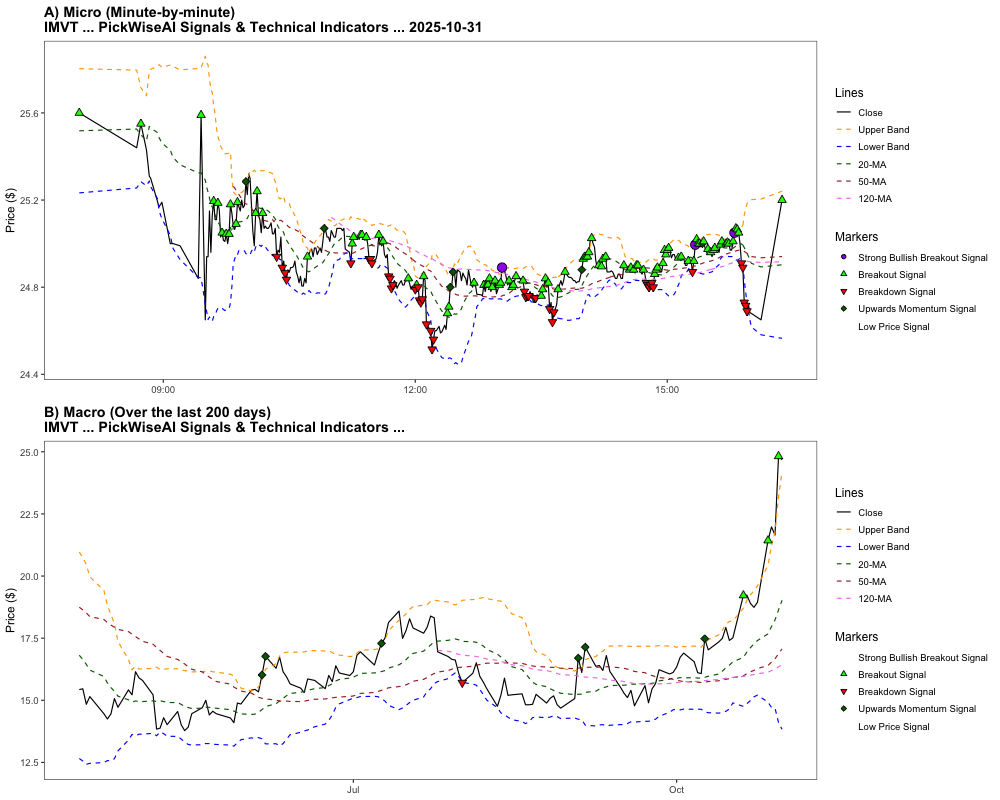 A) Micro (Minute-by-minute)
IMVT ... PickWiseAI Signals & Technical Indicators ... 2025-10-31
Price ($)
25.6
25.2
24.8
24.4
09:00
12:00
15:00
Lines
Close
Upper Band
Lower Band
20-MA
50-MA
120-MA
Markers
Strong Bullish Breakout Signal
Breakout Signal
Breakdown Signal
Upwards Momentum Signal
Low Price Signal
B) Macro (Over the last 200 days)
IMVT ... PickWiseAI Signals & Technical Indicators ...
Price ($)
25.0
22.5
20.0
17.5
15.0
12.5
Jul
Oct
Lines
Close
Upper Band
Lower Band
20-MA
50-MA
120-MA
Markers
Strong Bullish Breakout Signal
Breakout Signal
Breakdown Signal
Upwards Momentum Signal
Low Price Signal